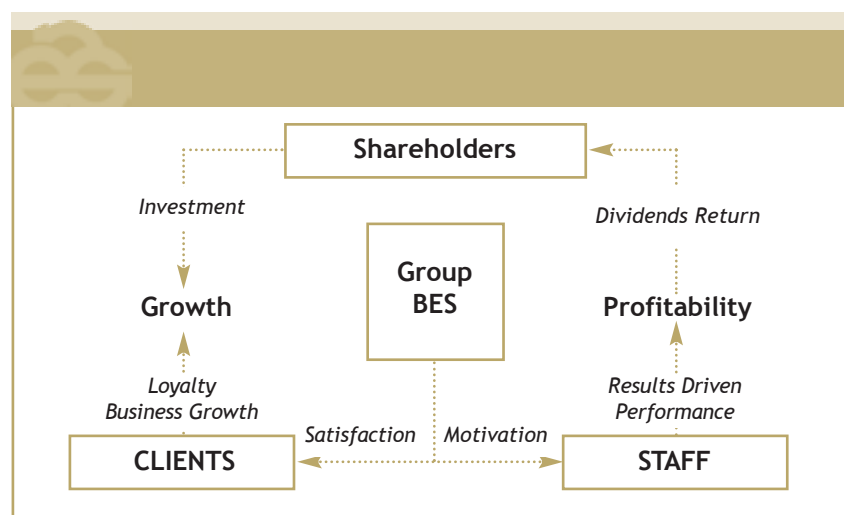 Shareholders
Investment
Dividends Return
Group
BES
Growth
Profitability
Loyalty
Business Growth
Results Driven
Performance
Satisfaction
Motivation
CLIENTS
STAFF